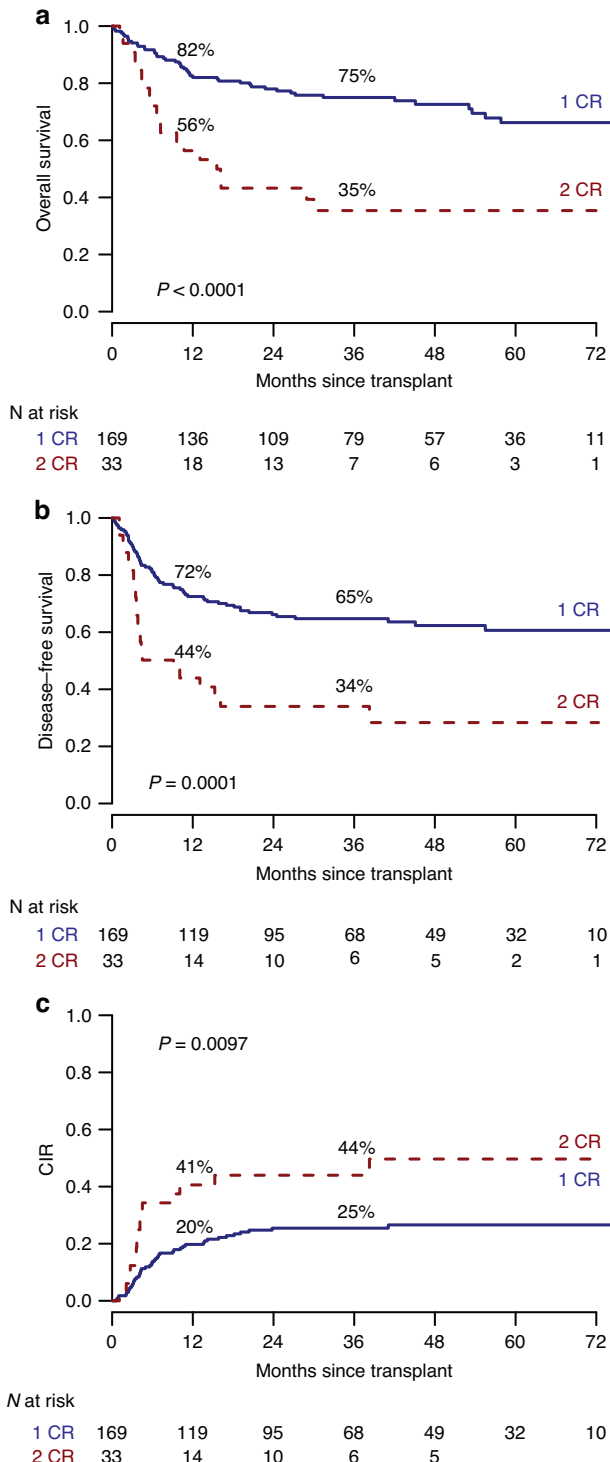 a
1.0
82%
75%
0.8
1 CR
0.6
56%
0.4
35%
2 CR
0.2
P < 0.0001
0.0
Overall survival
0 12 24 36 48 60 72
Months since transplant
N at risk
1 CR 169 136 109 79 57 36 11
2 CR 33 18 13 7 6 3 1
b
1.0
0.8
72%
65%
1 CR
0.6
44%
0.4
34%
2 CR
0.2
P = 0.0001
0.0
Disease–free survival
0 12 24 36 48 60 72
Months since transplant
N at risk
1 CR 169 119 95 68 49 32 10
2 CR 33 14 10 6 5 2 1
c
1.0
P = 0.0097
0.8
0.6
44%
2 CR
41%
1 CR
0.4
25%
20%
0.2
0.0
CIR
0 12 24 36 48 60 72
Months since transplant
N at risk
1 CR 169 119 95 68 49 32 10
2 CR 33 14 10 6 5